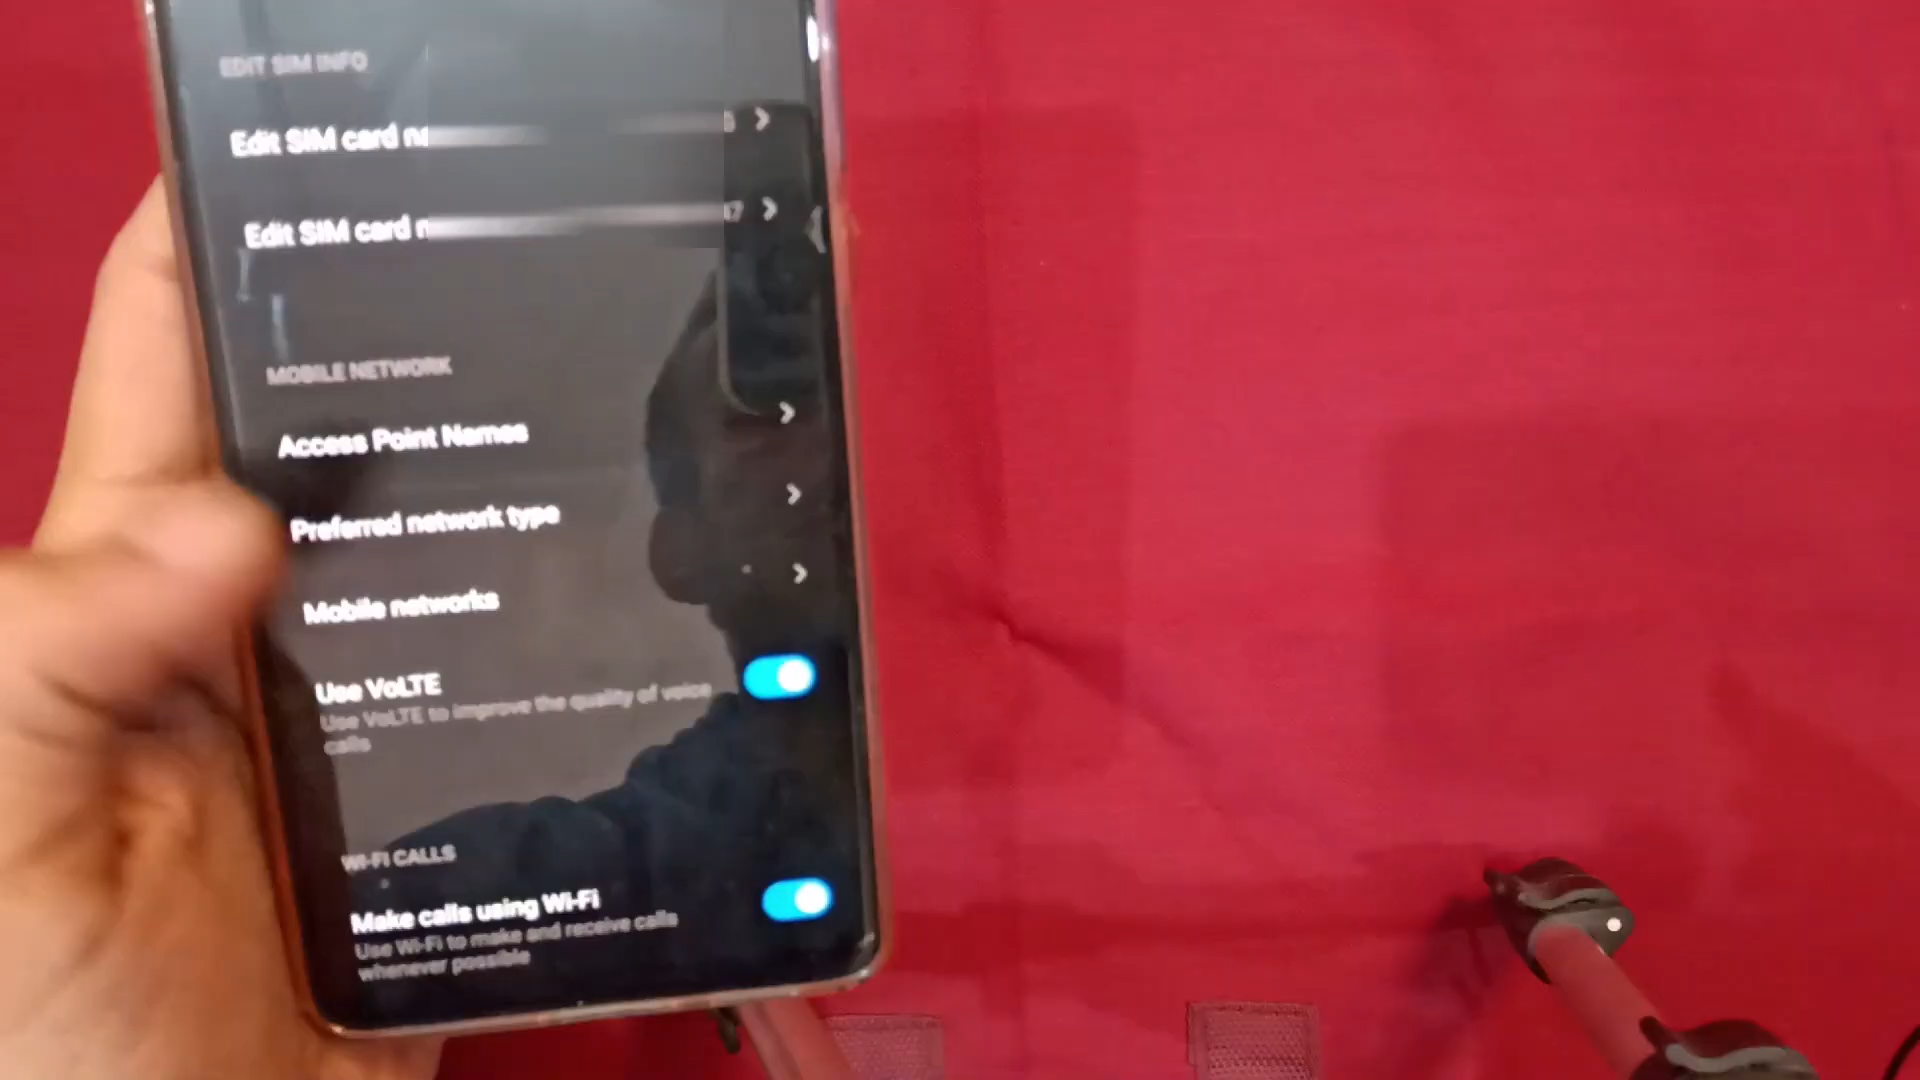 EDIT SIM INFO
Edit SIM card
Edit SIM card
47
MOBILE NETWORK
Access Point Names
Preferred network type
Mobile networks
Use VoLTE
Use VoLTE to improve the quality of voice
calls
WI-FI CALLS
Make calls using Wi-Fi
Use Wi-Fi to make and receive calls
whenever possible